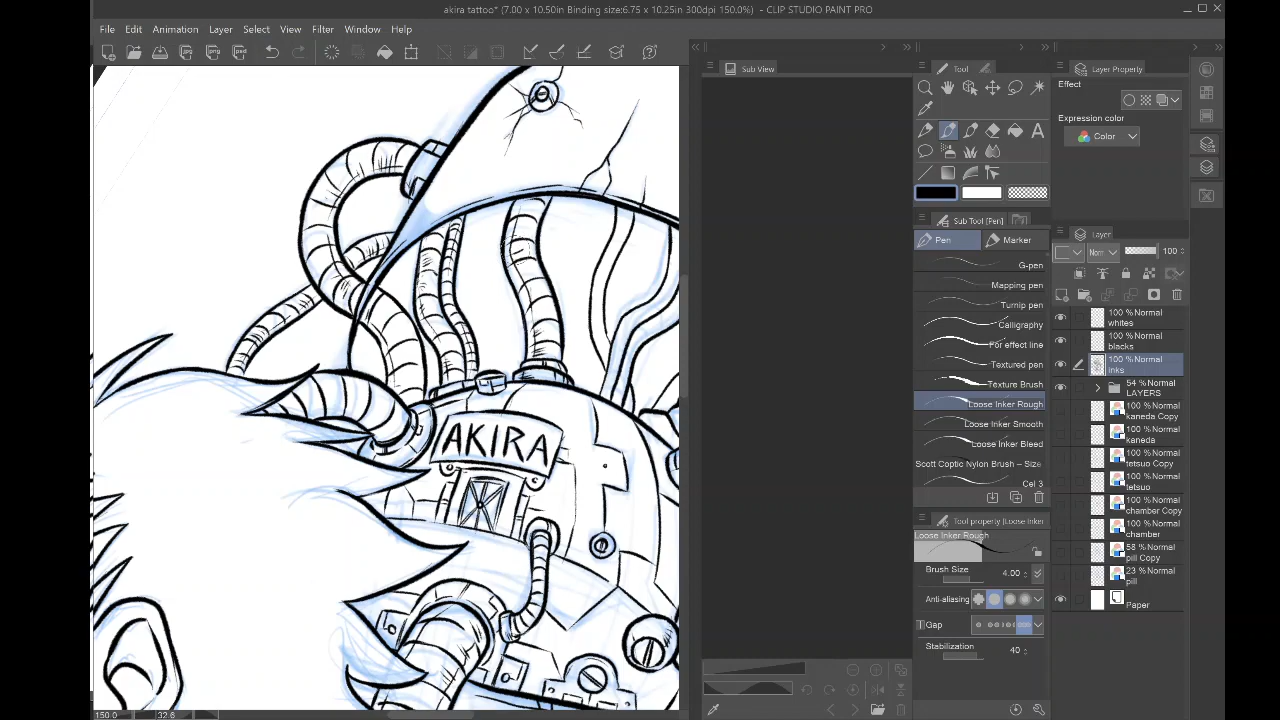 akira tattoo* (7.00 x 10.50in Binding size:6.75 x 10.25in 300dpi 150.0%) - CLIP STUDIO PAINT PRO
File Edit Animation Layer Select View Filter Window Help
Sub View
Tool
Layer Property
Effect
Expression color
Color
Sub Tool [Pen]
Pen
Marker
G-pen
Mapping pen
Turnip pen
Calligraphy
For effect line
Textured pen
Texture Brush
Loose Inker Rough
Loose Inker Smooth
Loose Inker Bleed
Scott Coptic Nylon Brush – Size
Cel 3
Tool property [Loose Inker
Loose Inker Rough
Brush Size 4.00
Anti-aliasing
Gap
Stabilization 40
Layer
Norm 100
100 %Normal
whites
100 %Normal
blacks
100 %Normal
inks
54 %Normal
LAYERS
100 %Normal
kaneda Copy
100 %Normal
kaneda
100 %Normal
tetsuo Copy
100 %Normal
tetsuo
100 %Normal
chamber Copy
100 %Normal
chamber
58 %Normal
pill Copy
23 %Normal
pill
Paper
AKIRA
150.0 32.6